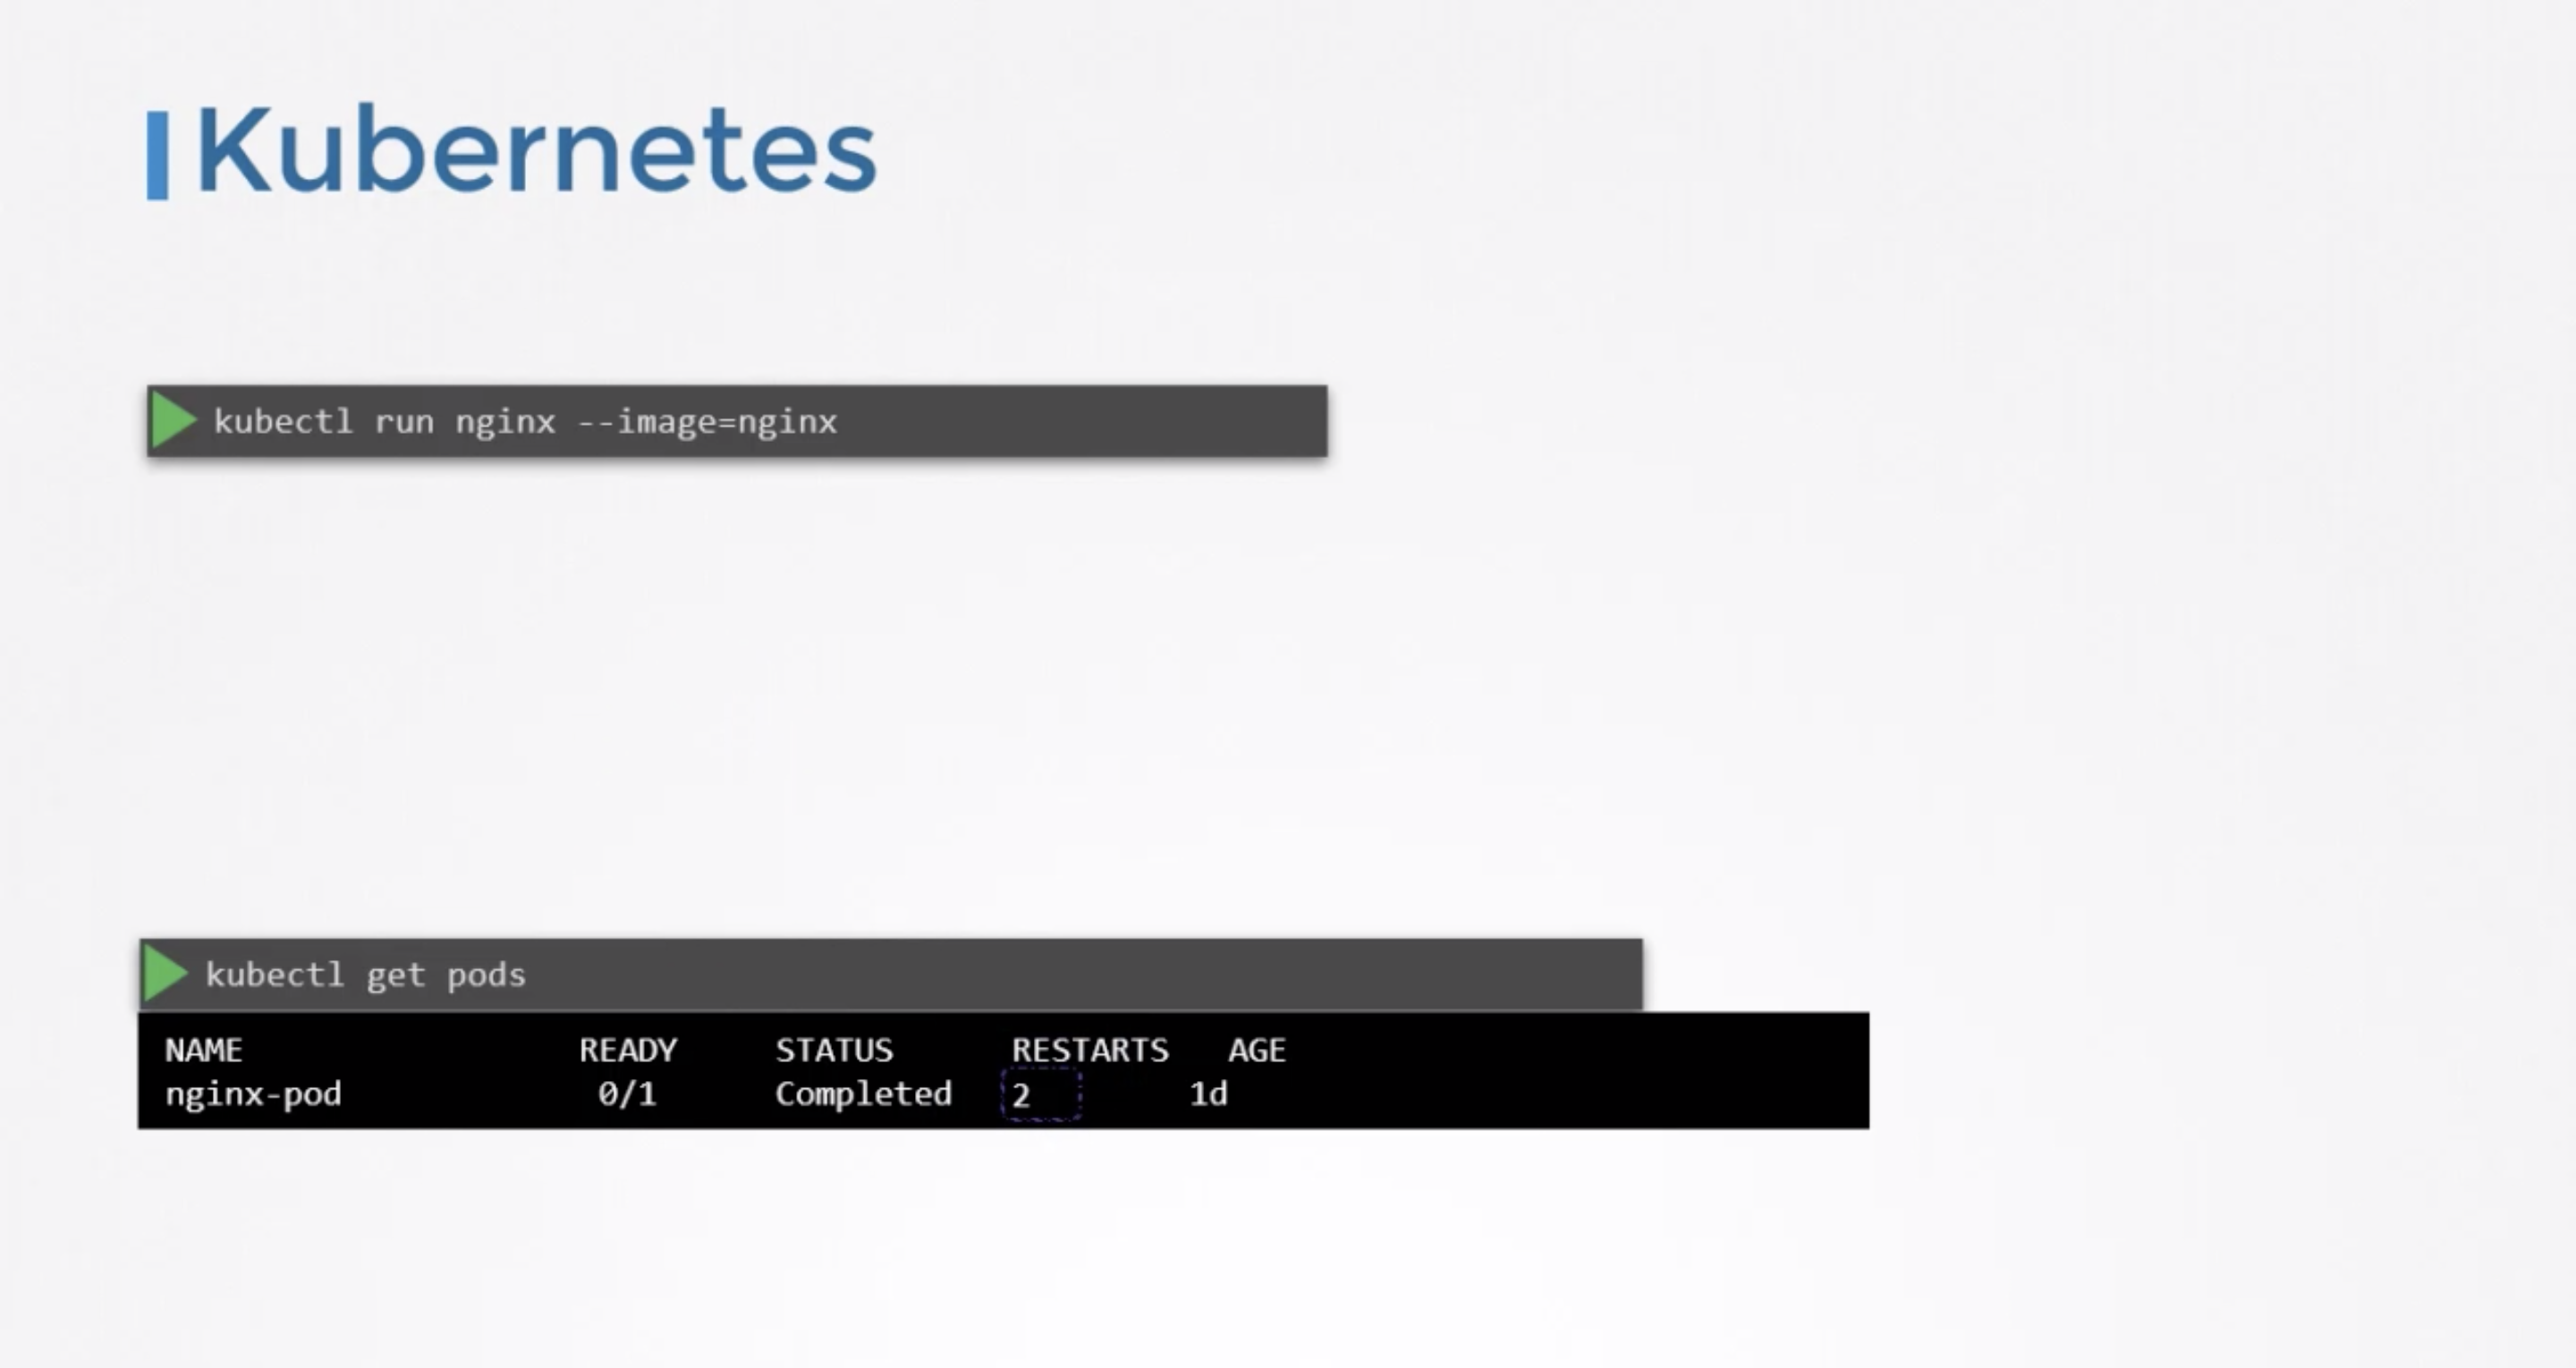 Kubernetes
kubectl run nginx --image=nginx
kubectl get pods
NAME READY STATUS RESTARTS AGE
nginx-pod 0/1 Completed 2 1d